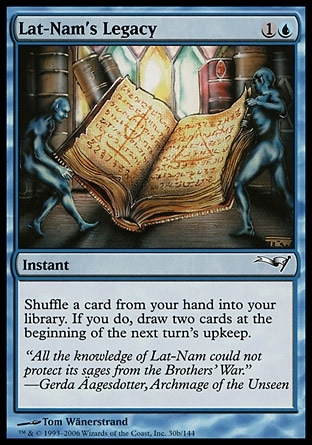 Lat-Nam's Legacy 1
Instant
Shuffle a card from your hand into your
library. If you do, draw two cards at the
beginning of the next turn's upkeep.
"All the knowledge of Lat-Nam could not
protect its sages from the Brothers' War."
—Gerda Äagesdotter, Archmage of the Unseen
Tom Wänerstrand
™ & © 1993–2006 Wizards of the Coast, Inc. 30b/144